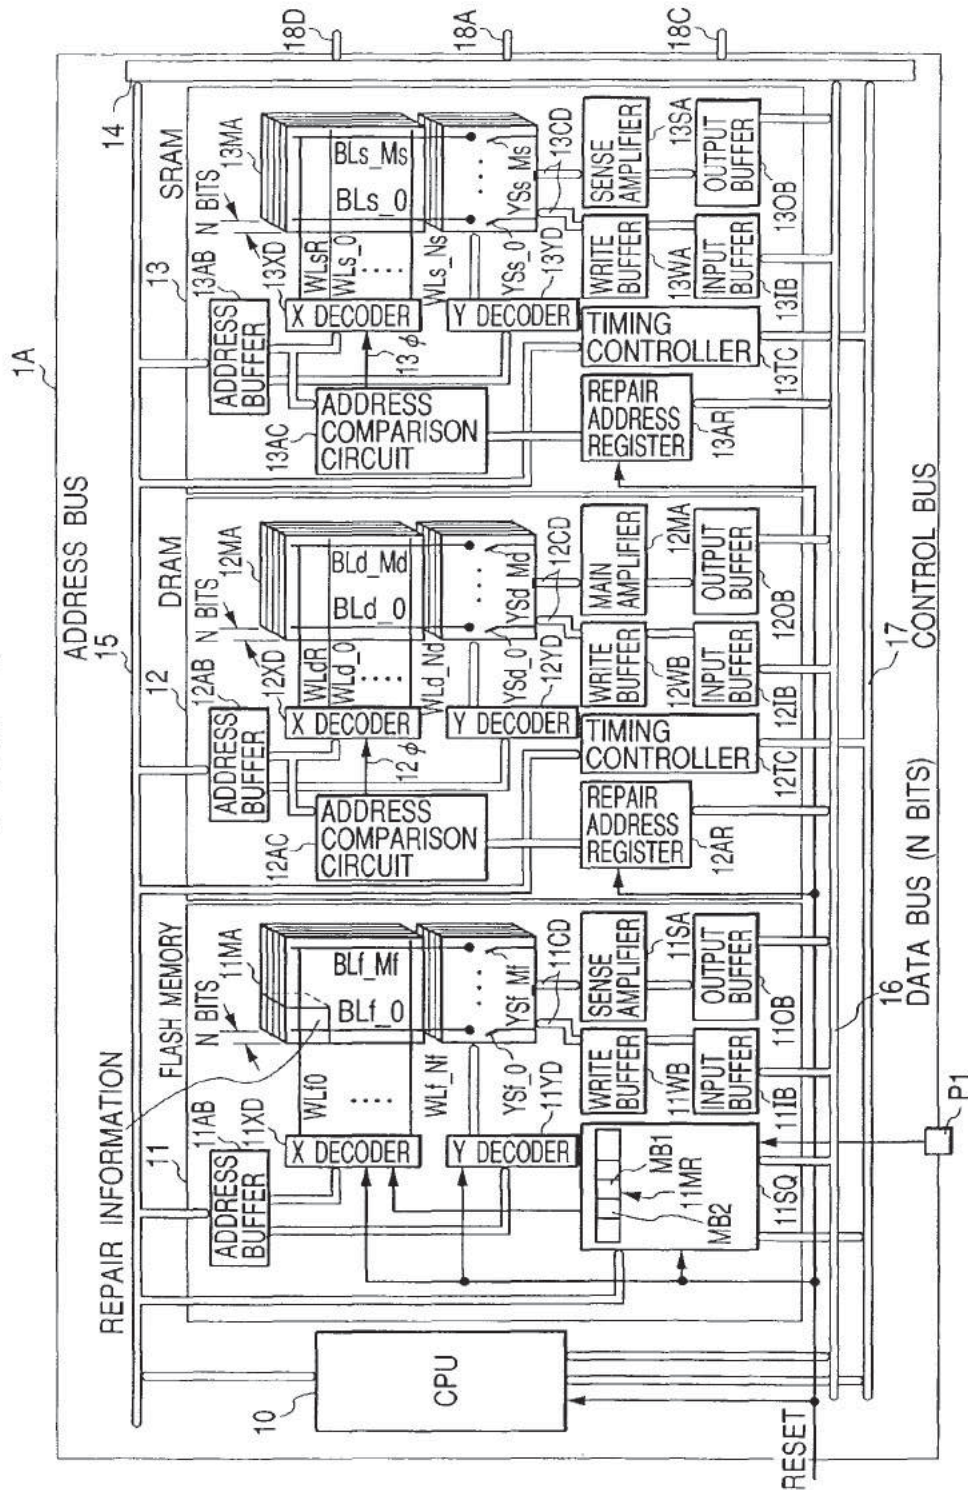 1A
ADDRESS BUS
15
14
18D
18A
18C
REPAIR INFORMATION
11
FLASH MEMORY
11AB
ADDRESS
BUFFER
11XD
X DECODER
N BITS
11MA
WLf0
WLf_Nf
BLf_Mf
BLf_0
YSf_0
YSf_Mf
11YD
Y DECODER
11CD
MB1
11MR
MB2
11SQ
WRITE
BUFFER
11WB
INPUT
BUFFER
11IB
SENSE
AMPLIFIER
11SA
OUTPUT
BUFFER
11OB
10
CPU
RESET
P1
12
DRAM
12AB
ADDRESS
BUFFER
12XD
X DECODER
N BITS
12MA
WLdR
WLd_0
WLd_Nd
BLd_Md
BLd_0
YSd_0
YSd_Md
12YD
Y DECODER
12CD
12ϕ
12AC
ADDRESS
COMPARISON
CIRCUIT
REPAIR
ADDRESS
REGISTER
12AR
TIMING
CONTROLLER
12TC
WRITE
BUFFER
12WB
INPUT
BUFFER
12IB
MAIN
AMPLIFIER
12MA
OUTPUT
BUFFER
12OB
13
SRAM
13AB
ADDRESS
BUFFER
13XD
X DECODER
N BITS
13MA
WLsR
WLs_0
WLs_Ns
BLs_Ms
BLs_0
YSs_0
YSs_Ms
13YD
Y DECODER
13CD
13ϕ
13AC
ADDRESS
COMPARISON
CIRCUIT
REPAIR
ADDRESS
REGISTER
13AR
TIMING
CONTROLLER
13TC
WRITE
BUFFER
13WA
INPUT
BUFFER
13IB
SENSE
AMPLIFIER
13SA
OUTPUT
BUFFER
13OB
16
DATA BUS (N BITS)
17
CONTROL BUS